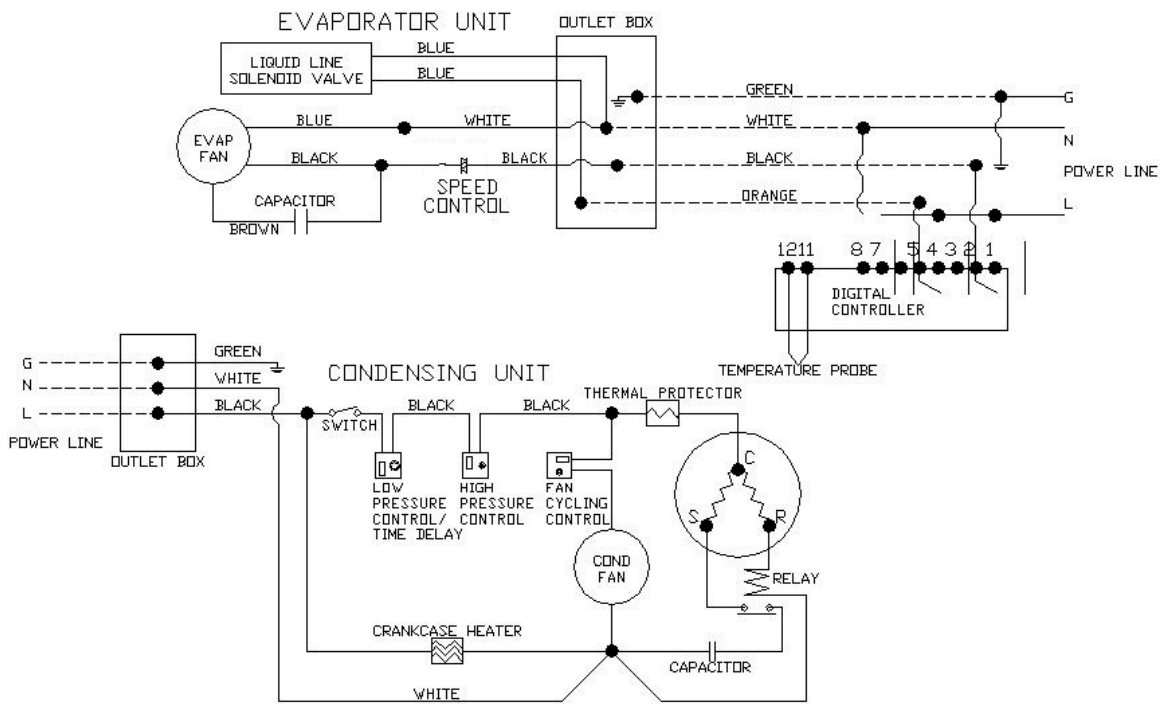 EVAPORATOR UNIT
OUTLET BOX
BLUE
LIQUID LINE
SOLENOID VALVE
BLUE
GREEN
G
BLUE
WHITE
WHITE
EVAP
FAN
N
BLACK
BLACK
BLACK
POWER LINE
SPEED
CONTROL
ORANGE
CAPACITOR
L
BROWN
12 11 8 7 5 4 3 2 1
DIGITAL
CONTROLLER
TEMPERATURE PROBE
G
GREEN
CONDENSING UNIT
N
WHITE
THERMAL PROTECTOR
L
BLACK
BLACK
BLACK
SWITCH
POWER LINE
OUTLET BOX
C
LOW
PRESSURE
CONTROL/
TIME DELAY
HIGH
PRESSURE
CONTROL
FAN
CYCLING
CONTROL
S
R
COND
FAN
RELAY
CRANKCASE HEATER
CAPACITOR
WHITE